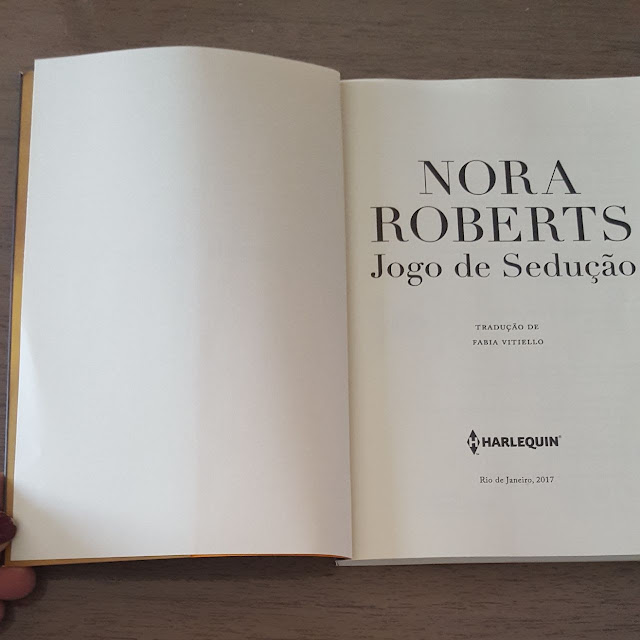 NORA
ROBERTS
Jogo de Sedução
TRADUÇÃO DE
FABIA VITIELLO
H HARLEQUIN®
Rio de Janeiro, 2017